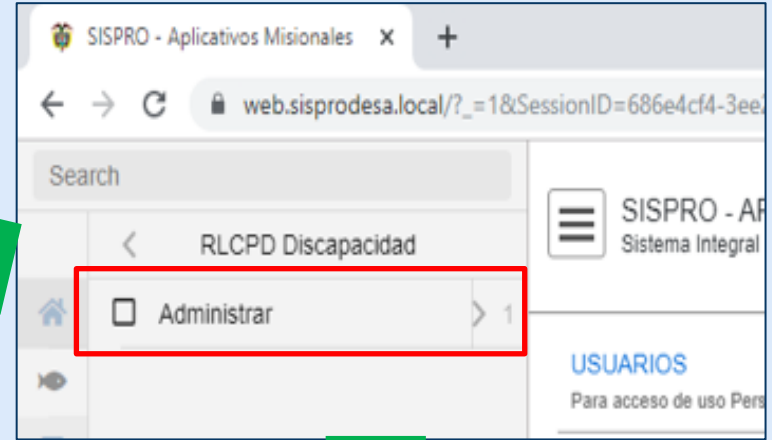 SISPRO - Aplicativos Misionales
web.sisprodesa.local/?_=1&SessionID=686e4cf4-3ee
Search
RLCPD Discapacidad
Administrar 1
SISPRO - AP
Sistema Integral
USUARIOS
Para acceso de uso Pers